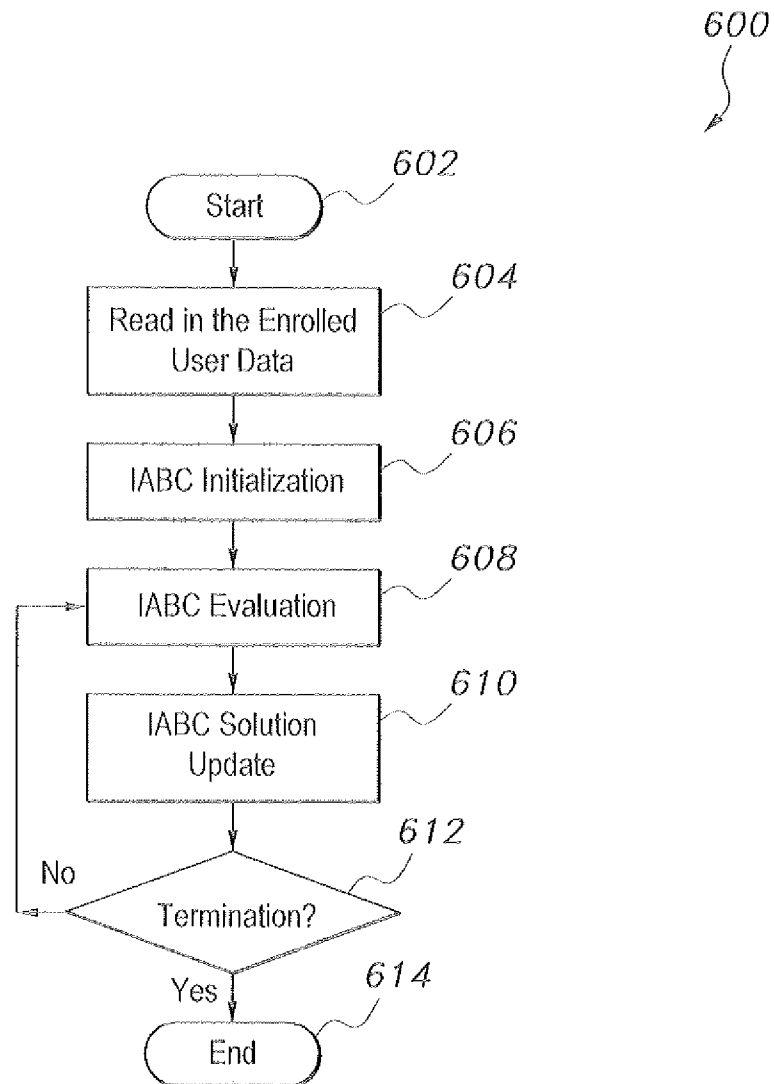 600
602
Start
604
Read in the Enrolled
User Data
606
IABC Initialization
608
IABC Evaluation
610
IABC Solution
Update
612
No
Termination?
Yes
614
End